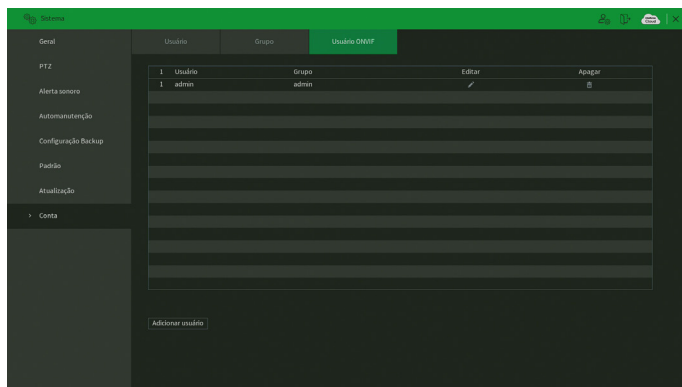 Sistema
Geral
Usuário Grupo Usuário ONVIF
PTZ
1 Usuário Grupo Editar Apagar
1 admin admin
Alerta sonoro
Automanutenção
Configuração Backup
Padrão
Atualização
Conta
Adicionar usuário